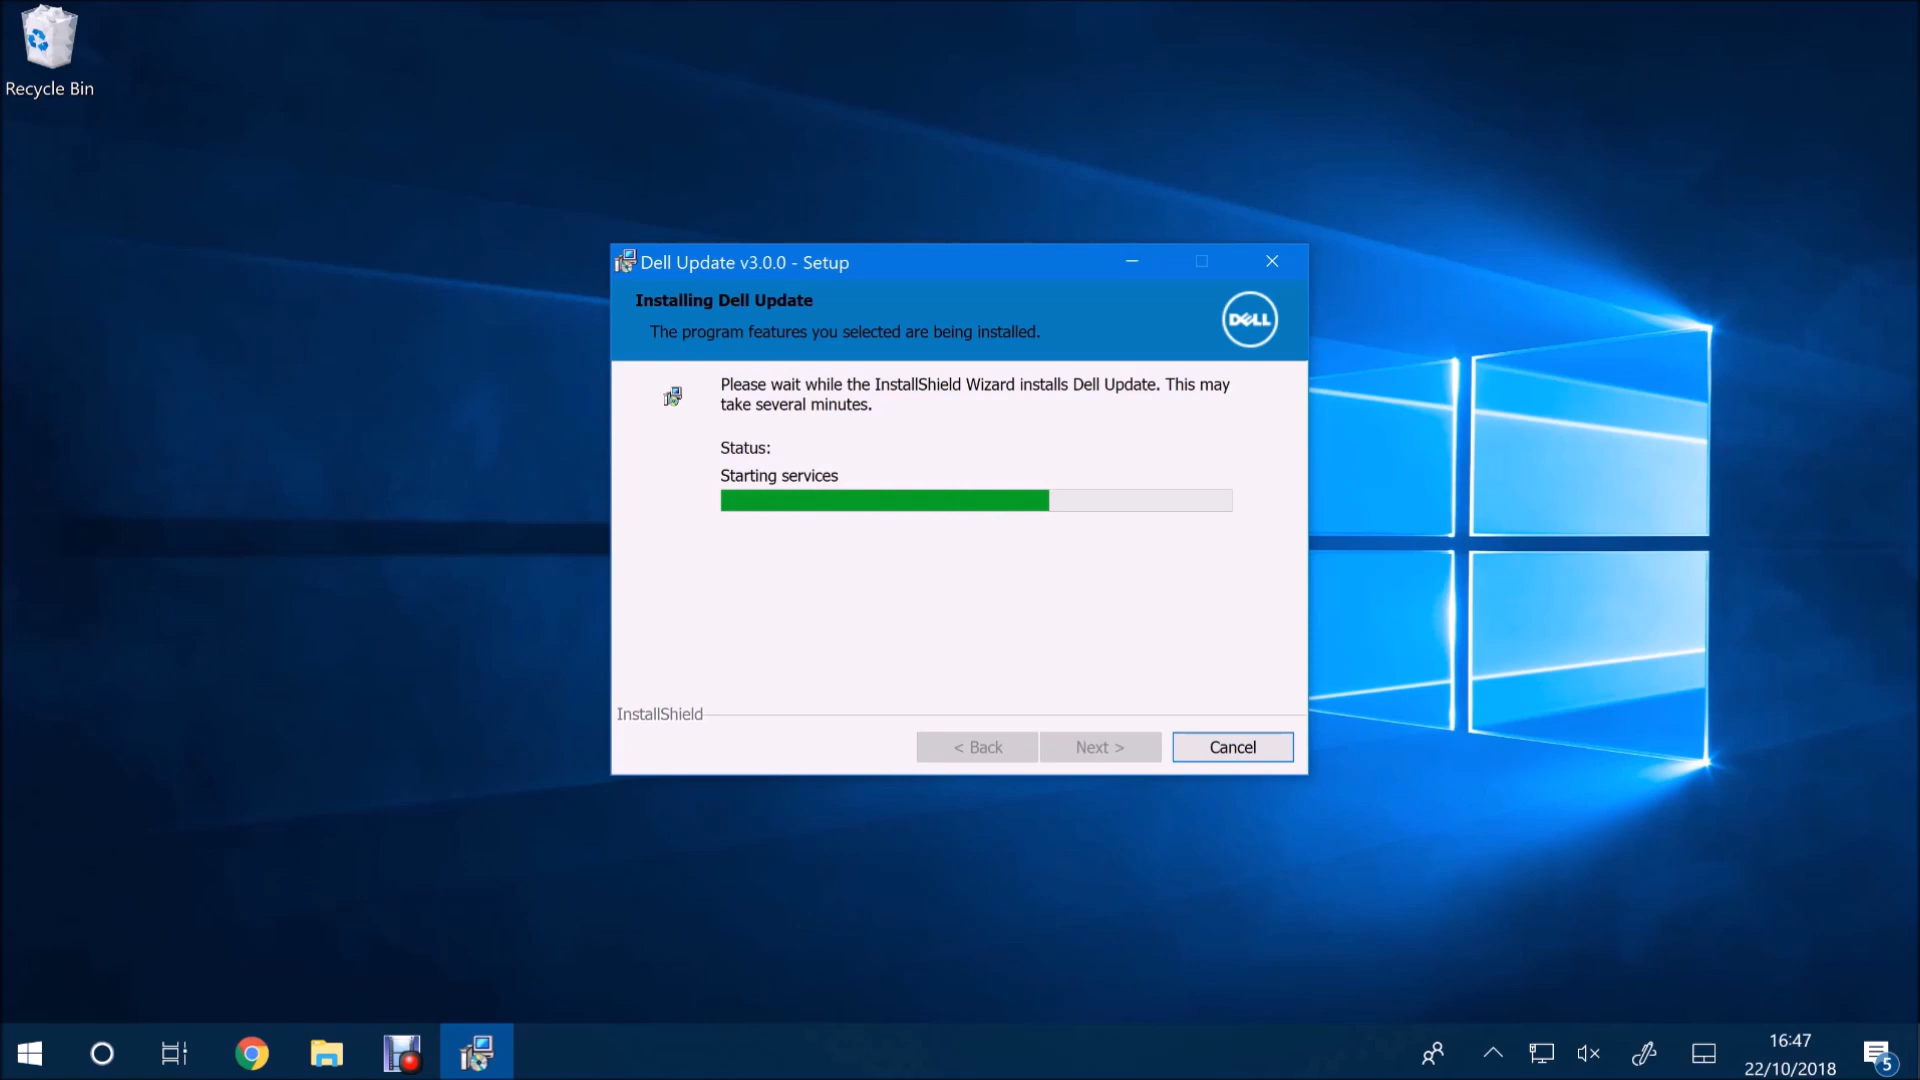 Recycle Bin
Dell Update v3.0.0 - Setup
Installing Dell Update
The program features you selected are being installed.
DELL
Please wait while the InstallShield Wizard installs Dell Update. This may
take several minutes.
Status:
Starting services
InstallShield
< Back
Next >
Cancel
16:47
22/10/2018
5